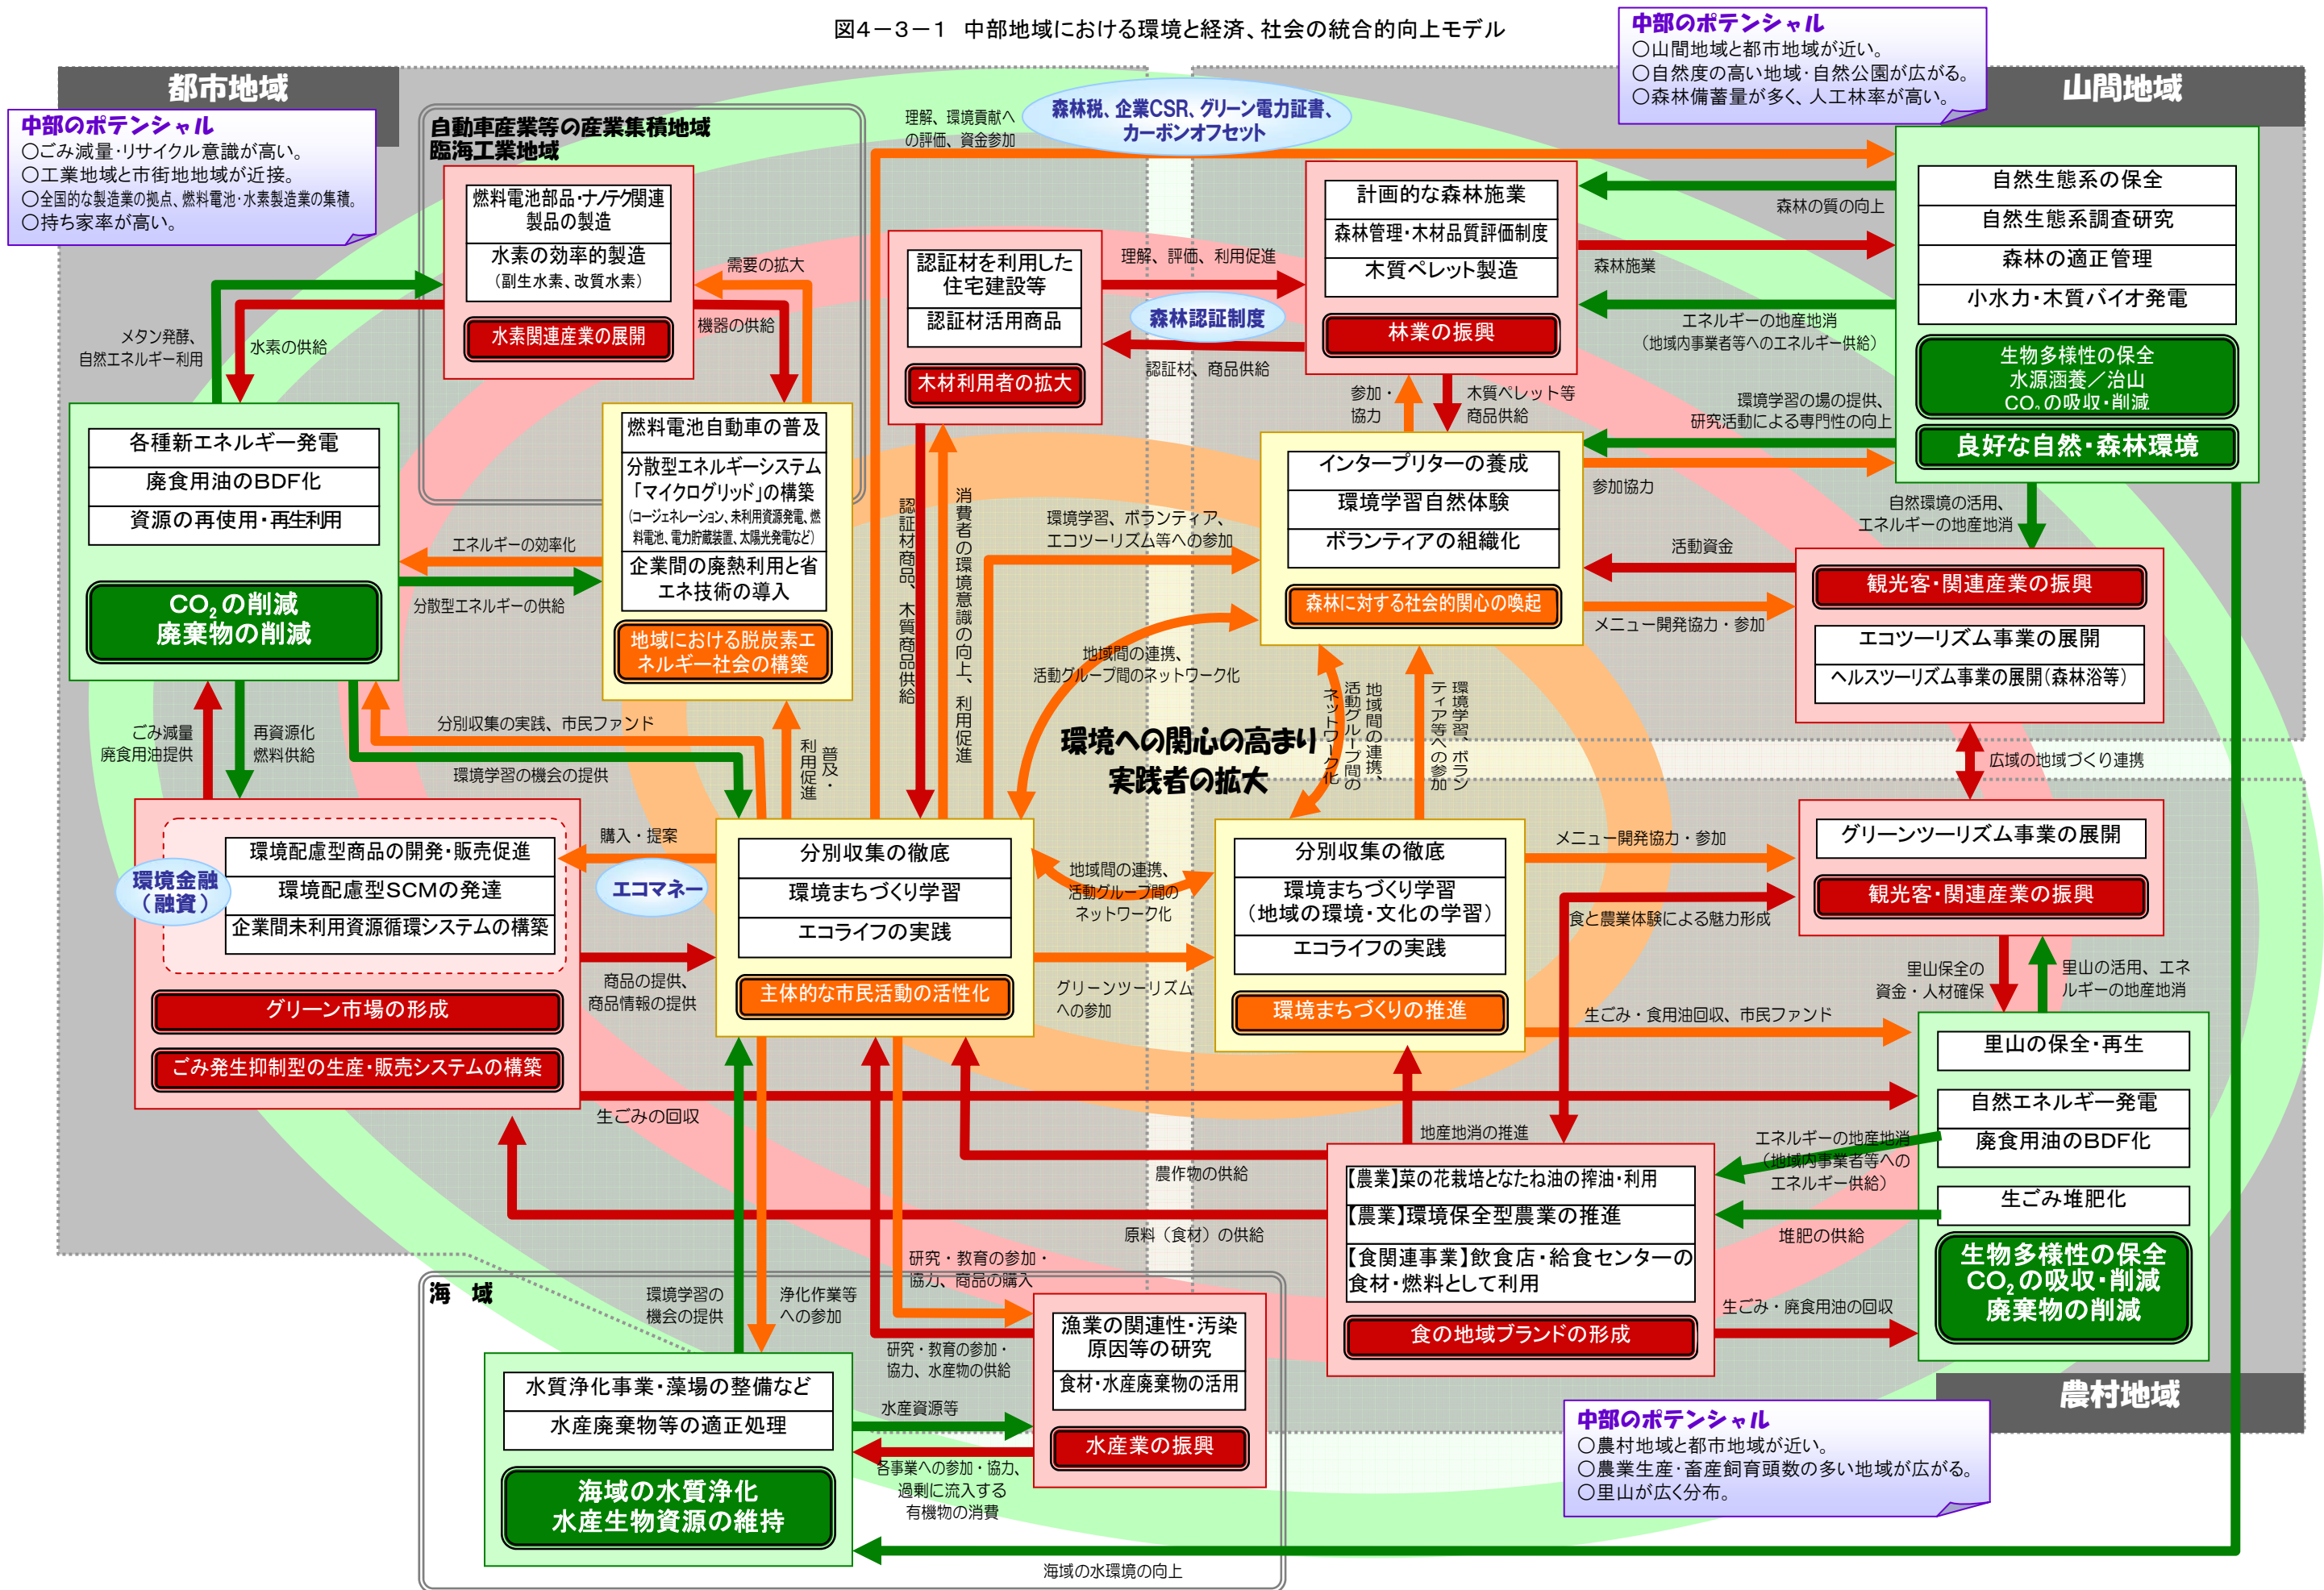 図4－3－1　中部地域における環境と経済、社会の統合的向上モデル
都市地域
中部のポテンシャル
○ごみ減量・リサイクル意識が高い。
○工業地域と市街地地域が近接。
○全国的な製造業の拠点、燃料電池・水素製造業の集積。
○持ち家率が高い。
中部のポテンシャル
○山間地域と都市地域が近い。
○自然度の高い地域・自然公園が広がる。
○森林備蓄量が多く、人工林率が高い。
山間地域
自動車産業等の産業集積地域
臨海工業地域
燃料電池部品・ナノテク関連
製品の製造
水素の効率的製造
（副生水素、改質水素）
水素関連産業の展開
理解、環境貢献へ
の評価、資金参加
森林税、企業CSR、グリーン電力証書、
カーボンオフセット
需要の拡大
機器の供給
メタン発酵、
自然エネルギー利用
水素の供給
認証材を利用した
住宅建設等
認証材活用商品
木材利用者の拡大
理解、評価、利用促進
森林認証制度
認証材、商品供給
計画的な森林施業
森林管理・木材品質評価制度
木質ペレット製造
林業の振興
森林の質の向上
森林施業
エネルギーの地産地消
（地域内事業者等へのエネルギー供給）
自然生態系の保全
自然生態系調査研究
森林の適正管理
小水力・木質バイオ発電
生物多様性の保全
水源涵養／治山
CO₂の吸収・削減
良好な自然・森林環境
参加・
協力
木質ペレット等
商品供給
環境学習の場の提供、
研究活動による専門性の向上
参加協力
自然環境の活用、
エネルギーの地産地消
各種新エネルギー発電
廃食用油のBDF化
資源の再使用・再生利用
CO₂の削減
廃棄物の削減
エネルギーの効率化
分散型エネルギーの供給
燃料電池自動車の普及
分散型エネルギーシステム
「マイクログリッド」の構築
（コージェネレーション、未利用資源発電、燃
料電池、電力貯蔵装置、太陽光発電など）
企業間の廃熱利用と省
エネ技術の導入
地域における脱炭素エ
ネルギー社会の構築
認証材商品、木質商品供給
消費者の環境意識の向上、利用促進
環境学習、ボランティア、
エコツーリズム等への参加
インタープリターの養成
環境学習自然体験
ボランティアの組織化
森林に対する社会的関心の喚起
活動資金
メニュー開発協力・参加
観光客・関連産業の振興
エコツーリズム事業の展開
ヘルスツーリズム事業の展開（森林浴等）
地域間の連携、
活動グループ間のネットワーク化
地域間の連携、
活動グループ間の
ネットワーク化
環境学習、ボラン
ティア等への参加
環境への関心の高まり
実践者の拡大
広域の地域づくり連携
ごみ減量
廃食用油提供
再資源化
燃料供給
分別収集の実践、市民ファンド
環境学習の機会の提供
普及・
利用促進
環境配慮型商品の開発・販売促進
環境配慮型SCMの発達
企業間未利用資源循環システムの構築
環境金融
（融資）
グリーン市場の形成
ごみ発生抑制型の生産・販売システムの構築
購入・提案
エコマネー
商品の提供、
商品情報の提供
分別収集の徹底
環境まちづくり学習
エコライフの実践
主体的な市民活動の活性化
地域間の連携、
活動グループ間の
ネットワーク化
グリーンツーリズム
への参加
分別収集の徹底
環境まちづくり学習
（地域の環境・文化の学習）
エコライフの実践
環境まちづくりの推進
メニュー開発協力・参加
食と農業体験による魅力形成
グリーンツーリズム事業の展開
観光客・関連産業の振興
里山保全の
資金・人材確保
里山の活用、エネ
ルギーの地産地消
生ごみ・食用油回収、市民ファンド
生ごみの回収
里山の保全・再生
自然エネルギー発電
廃食用油のBDF化
生ごみ堆肥化
生物多様性の保全
CO₂の吸収・削減
廃棄物の削減
地産地消の推進
農作物の供給
原料（食材）の供給
エネルギーの地産地消
（地域内事業者等への
エネルギー供給）
堆肥の供給
生ごみ・廃食用油の回収
【農業】菜の花栽培となたね油の搾油・利用
【農業】環境保全型農業の推進
【食関連事業】飲食店・給食センターの
食材・燃料として利用
食の地域ブランドの形成
海　域
環境学習の
機会の提供
浄化作業等
への参加
研究・教育の参加・
協力、商品の購入
研究・教育の参加・
協力、水産物の供給
漁業の関連性・汚染
原因等の研究
食材・水産廃棄物の活用
水産業の振興
水質浄化事業・藻場の整備など
水産廃棄物等の適正処理
海域の水質浄化
水産生物資源の維持
水産資源等
各事業への参加・協力、
過剰に流入する
有機物の消費
海域の水環境の向上
農村地域
中部のポテンシャル
○農村地域と都市地域が近い。
○農業生産・畜産飼育頭数の多い地域が広がる。
○里山が広く分布。